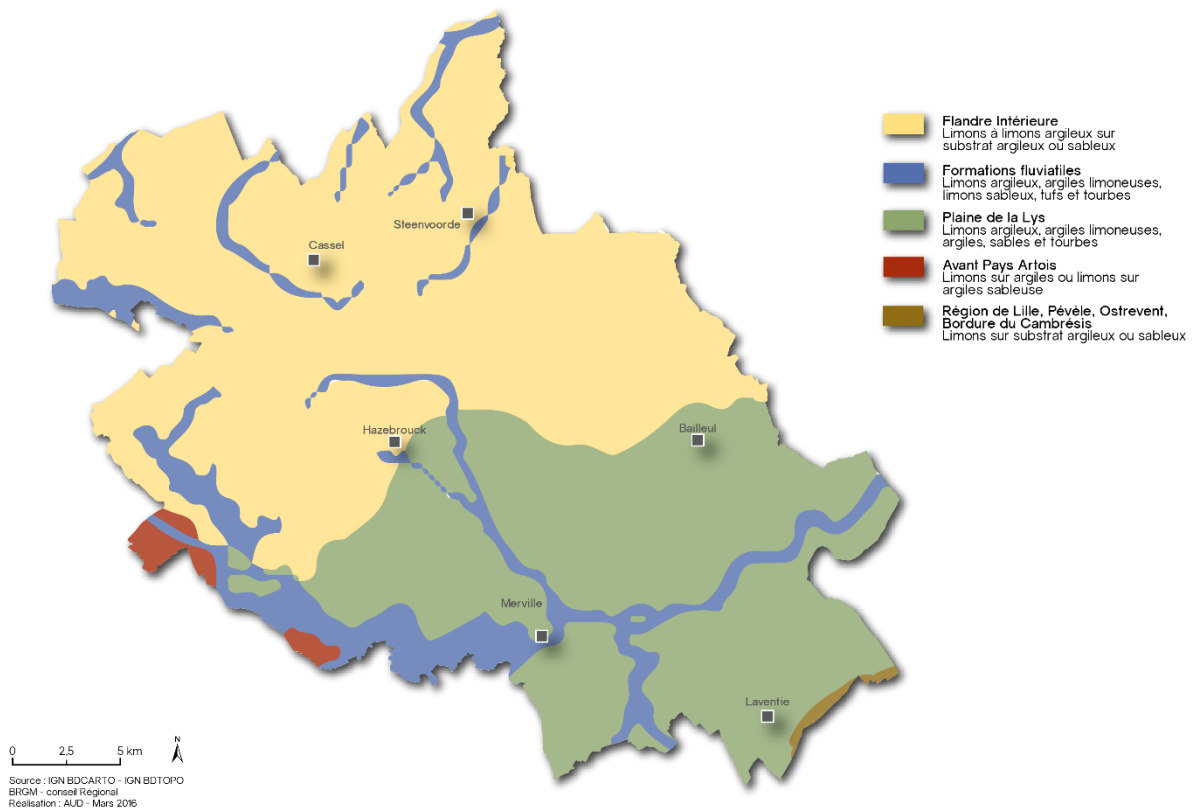 Flandre Intérieure
Limons à limons argileux sur
substrat argileux ou sableux
Formations fluviatiles
Limons argileux, argiles limoneuses,
limons sableux, tufs et tourbes
Plaine de la Lys
Limons argileux, argiles limoneuses,
argiles, sables et tourbes
Avant Pays Artois
Limons sur argiles ou limons sur
argiles sableuse
Région de Lille, Pévèle, Ostrevent,
Bordure du Cambrésis
Limons sur substrat argileux ou sableux
Steenvoorde
Cassel
Hazebrouck
Bailleul
Merville
Laventie
0 2,5 5 km
N
Source : IGN BDCARTO - IGN BDTOPO
BRGM - conseil Régional
Réalisation : AUD - Mars 2016